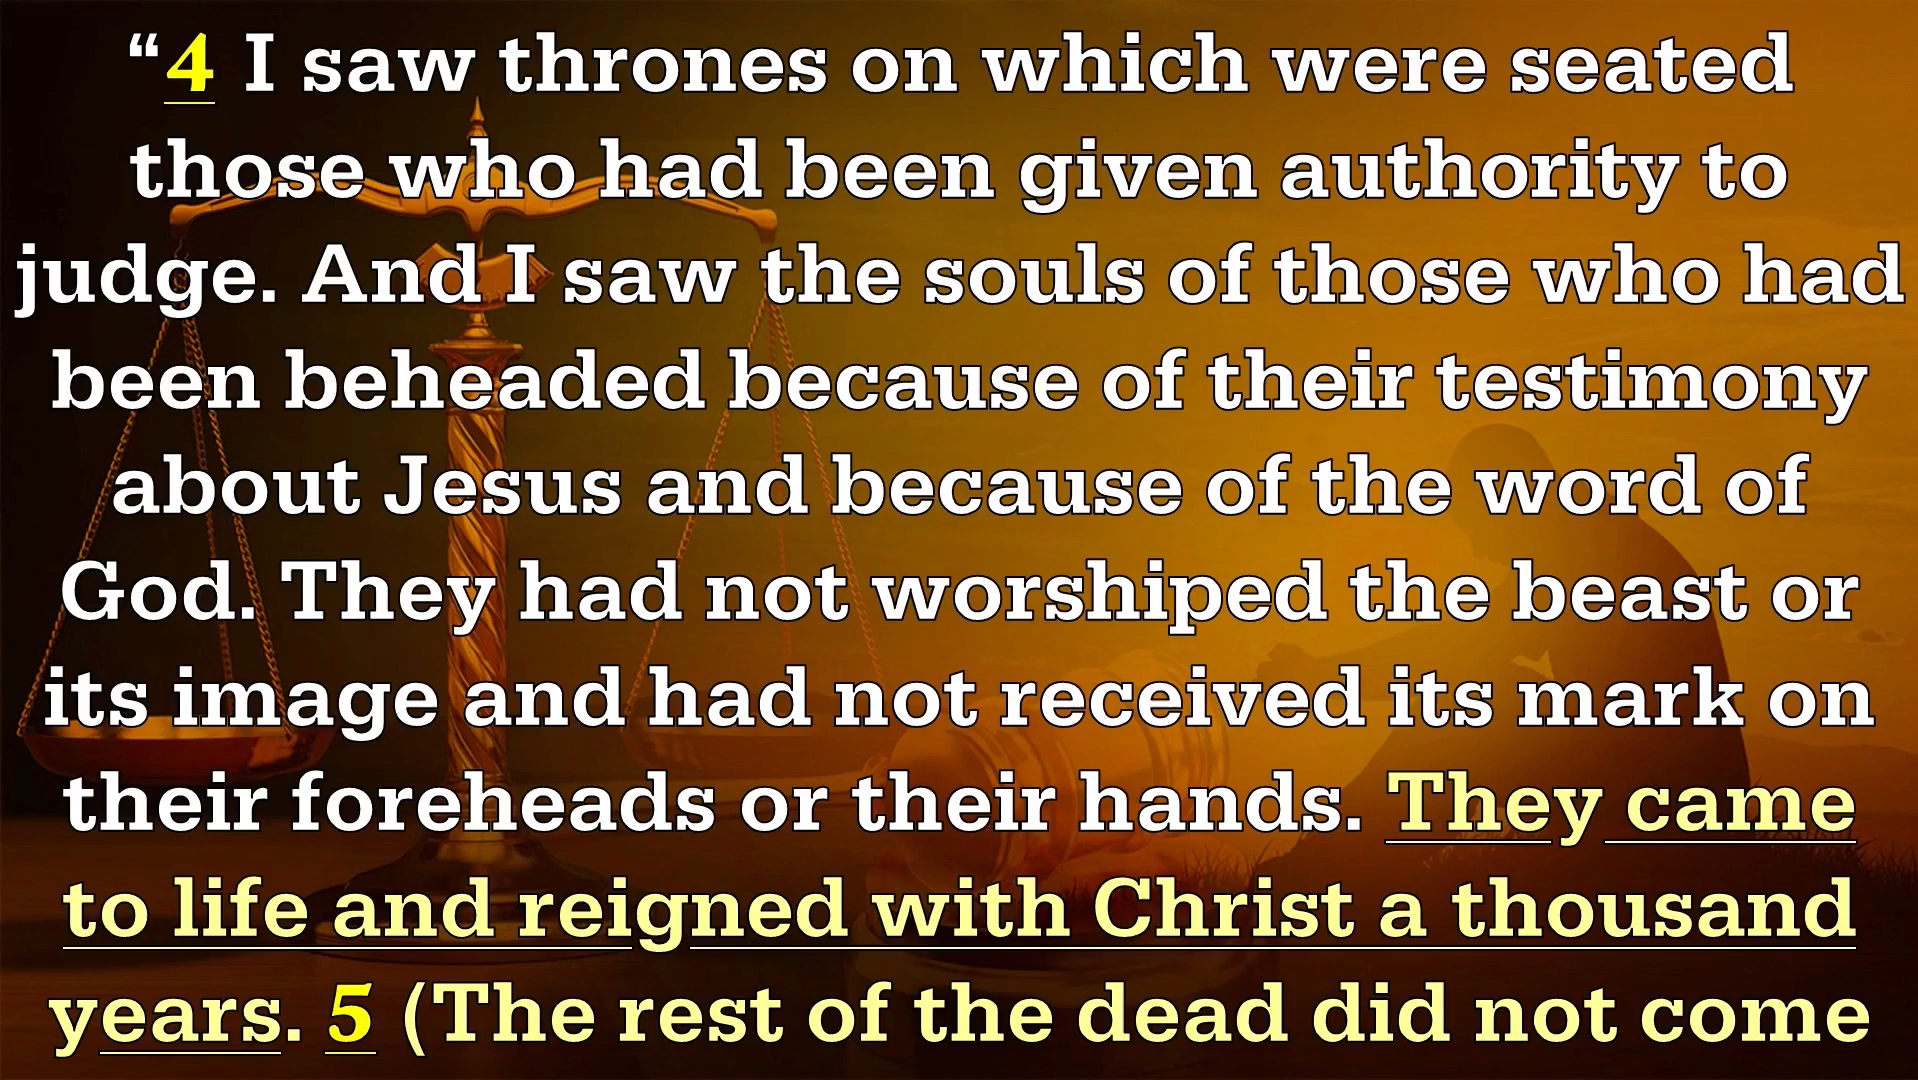 “4 I saw thrones on which were seated
those who had been given authority to
judge. And I saw the souls of those who had
been beheaded because of their testimony
about Jesus and because of the word of
God. They had not worshiped the beast or
its image and had not received its mark on
their foreheads or their hands. They came
to life and reigned with Christ a thousand
years. 5 (The rest of the dead did not come